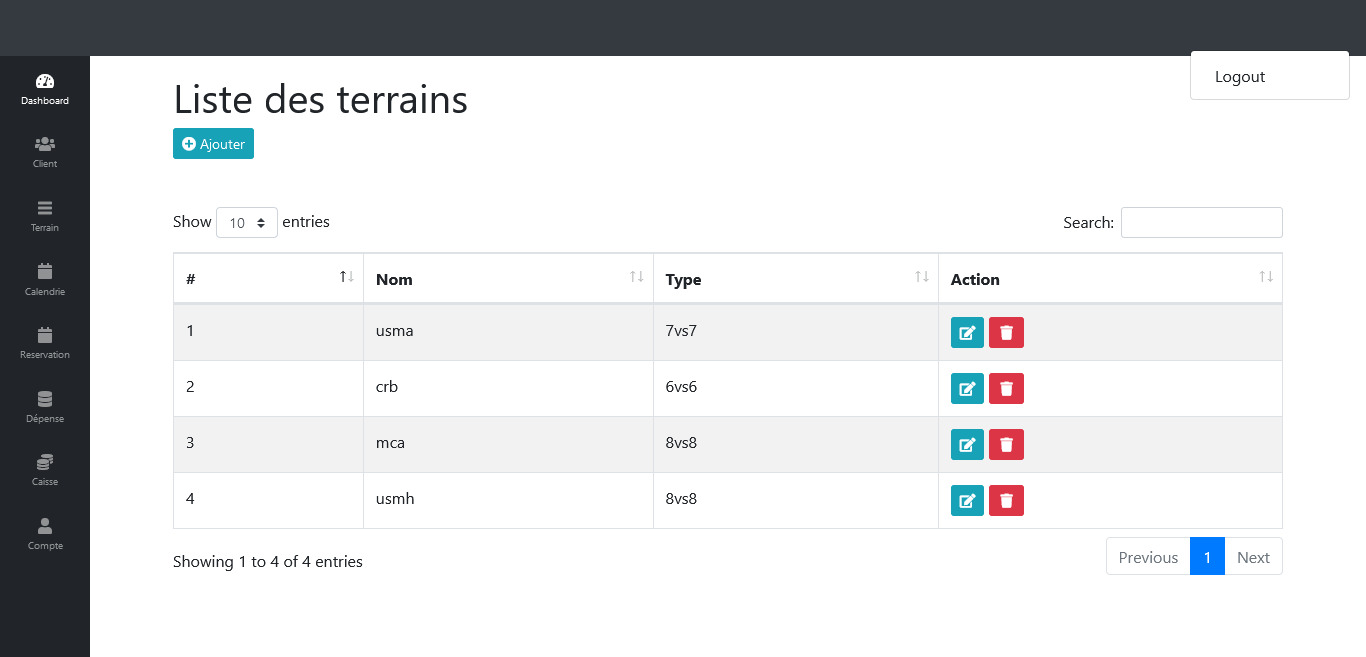 Logout
Dashboard
Client
Terrain
Calendrie
Reservation
Dépense
Caisse
Compte
Liste des terrains
Ajouter
Show 10 entries
Search:
# Nom Type Action
1 usma 7vs7
2 crb 6vs6
3 mca 8vs8
4 usmh 8vs8
Showing 1 to 4 of 4 entries
Previous 1 Next